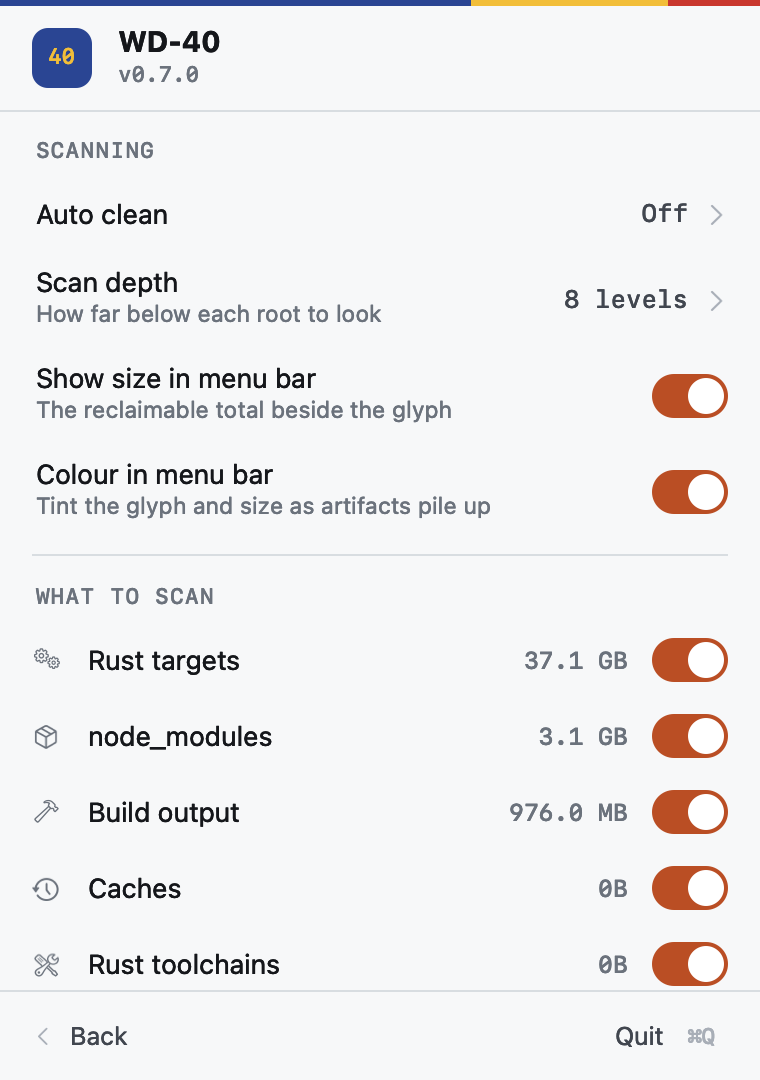 40
WD-40
v0.7.0
SCANNING
Auto clean Off
Scan depth
How far below each root to look
8 levels
Show size in menu bar
The reclaimable total beside the glyph
Colour in menu bar
Tint the glyph and size as artifacts pile up
WHAT TO SCAN
Rust targets 37.1 GB
node_modules 3.1 GB
Build output 976.0 MB
Caches 0B
Rust toolchains 0B
Back Quit ⌘Q